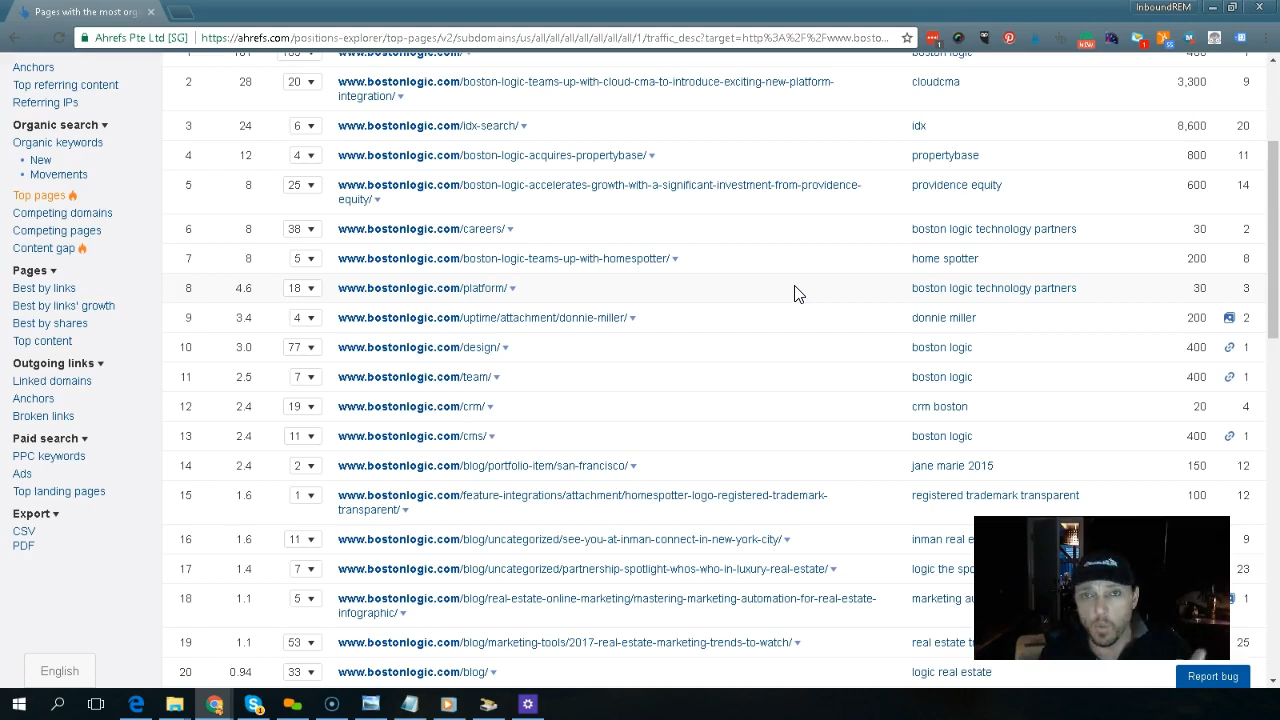 Pages with the most org
InboundREM
Ahrefs Pte Ltd [SG]
https://ahrefs.com/positions-explorer/top-pages/v2/subdomains/us/all/all/all/all/all/all/1/traffic_desc?target=http%3A%2F%2Fwww.bosto...
Anchors
Top referring content
Referring IPs
Organic search
Organic keywords
New
Movements
Top pages
Competing domains
Competing pages
Content gap
Pages
Best by links
Best by links' growth
Best by shares
Top content
Outgoing links
Linked domains
Anchors
Broken links
Paid search
PPC keywords
Ads
Top landing pages
Export
CSV
PDF
English
2 28 20 www.bostonlogic.com/boston-logic-teams-up-with-cloud-cma-to-introduce-exciting-new-platform- cloudcma 3,300 9
integration/
3 24 6 www.bostonlogic.com/idx-search/ idx 8,600 20
4 12 4 www.bostonlogic.com/boston-logic-acquires-propertybase/ propertybase 800 11
5 8 25 www.bostonlogic.com/boston-logic-accelerates-growth-with-a-significant-investment-from-providence- providence equity 600 14
equity/
6 8 38 www.bostonlogic.com/careers/ boston logic technology partners 30 2
7 8 5 www.bostonlogic.com/boston-logic-teams-up-with-homespotter/ home spotter 200 8
8 4.6 18 www.bostonlogic.com/platform/ boston logic technology partners 30 3
9 3.4 4 www.bostonlogic.com/uptime/attachment/donnie-miller/ donnie miller 200 2
10 3.0 77 www.bostonlogic.com/design/ boston logic 400 1
11 2.5 7 www.bostonlogic.com/team/ boston logic 400 1
12 2.4 19 www.bostonlogic.com/crm/ crm boston 20 4
13 2.4 11 www.bostonlogic.com/cms/ boston logic 400 1
14 2.4 2 www.bostonlogic.com/blog/portfolio-item/san-francisco/ jane marie 2015 150 12
15 1.6 1 www.bostonlogic.com/feature-integrations/attachment/homespotter-logo-registered-trademark- registered trademark transparent 100 12
transparent/
16 1.6 11 www.bostonlogic.com/blog/uncategorized/see-you-at-inman-connect-in-new-york-city/ inman real e 9
17 1.4 7 www.bostonlogic.com/blog/uncategorized/partnership-spotlight-whos-who-in-luxury-real-estate/ logic the spo 23
18 1.1 5 www.bostonlogic.com/blog/real-estate-online-marketing/mastering-marketing-automation-for-real-estate- marketing au 1
infographic/
19 1.1 53 www.bostonlogic.com/blog/marketing-tools/2017-real-estate-marketing-trends-to-watch/ real estate t 25
20 0.94 33 www.bostonlogic.com/blog/ logic real estate
Report bug